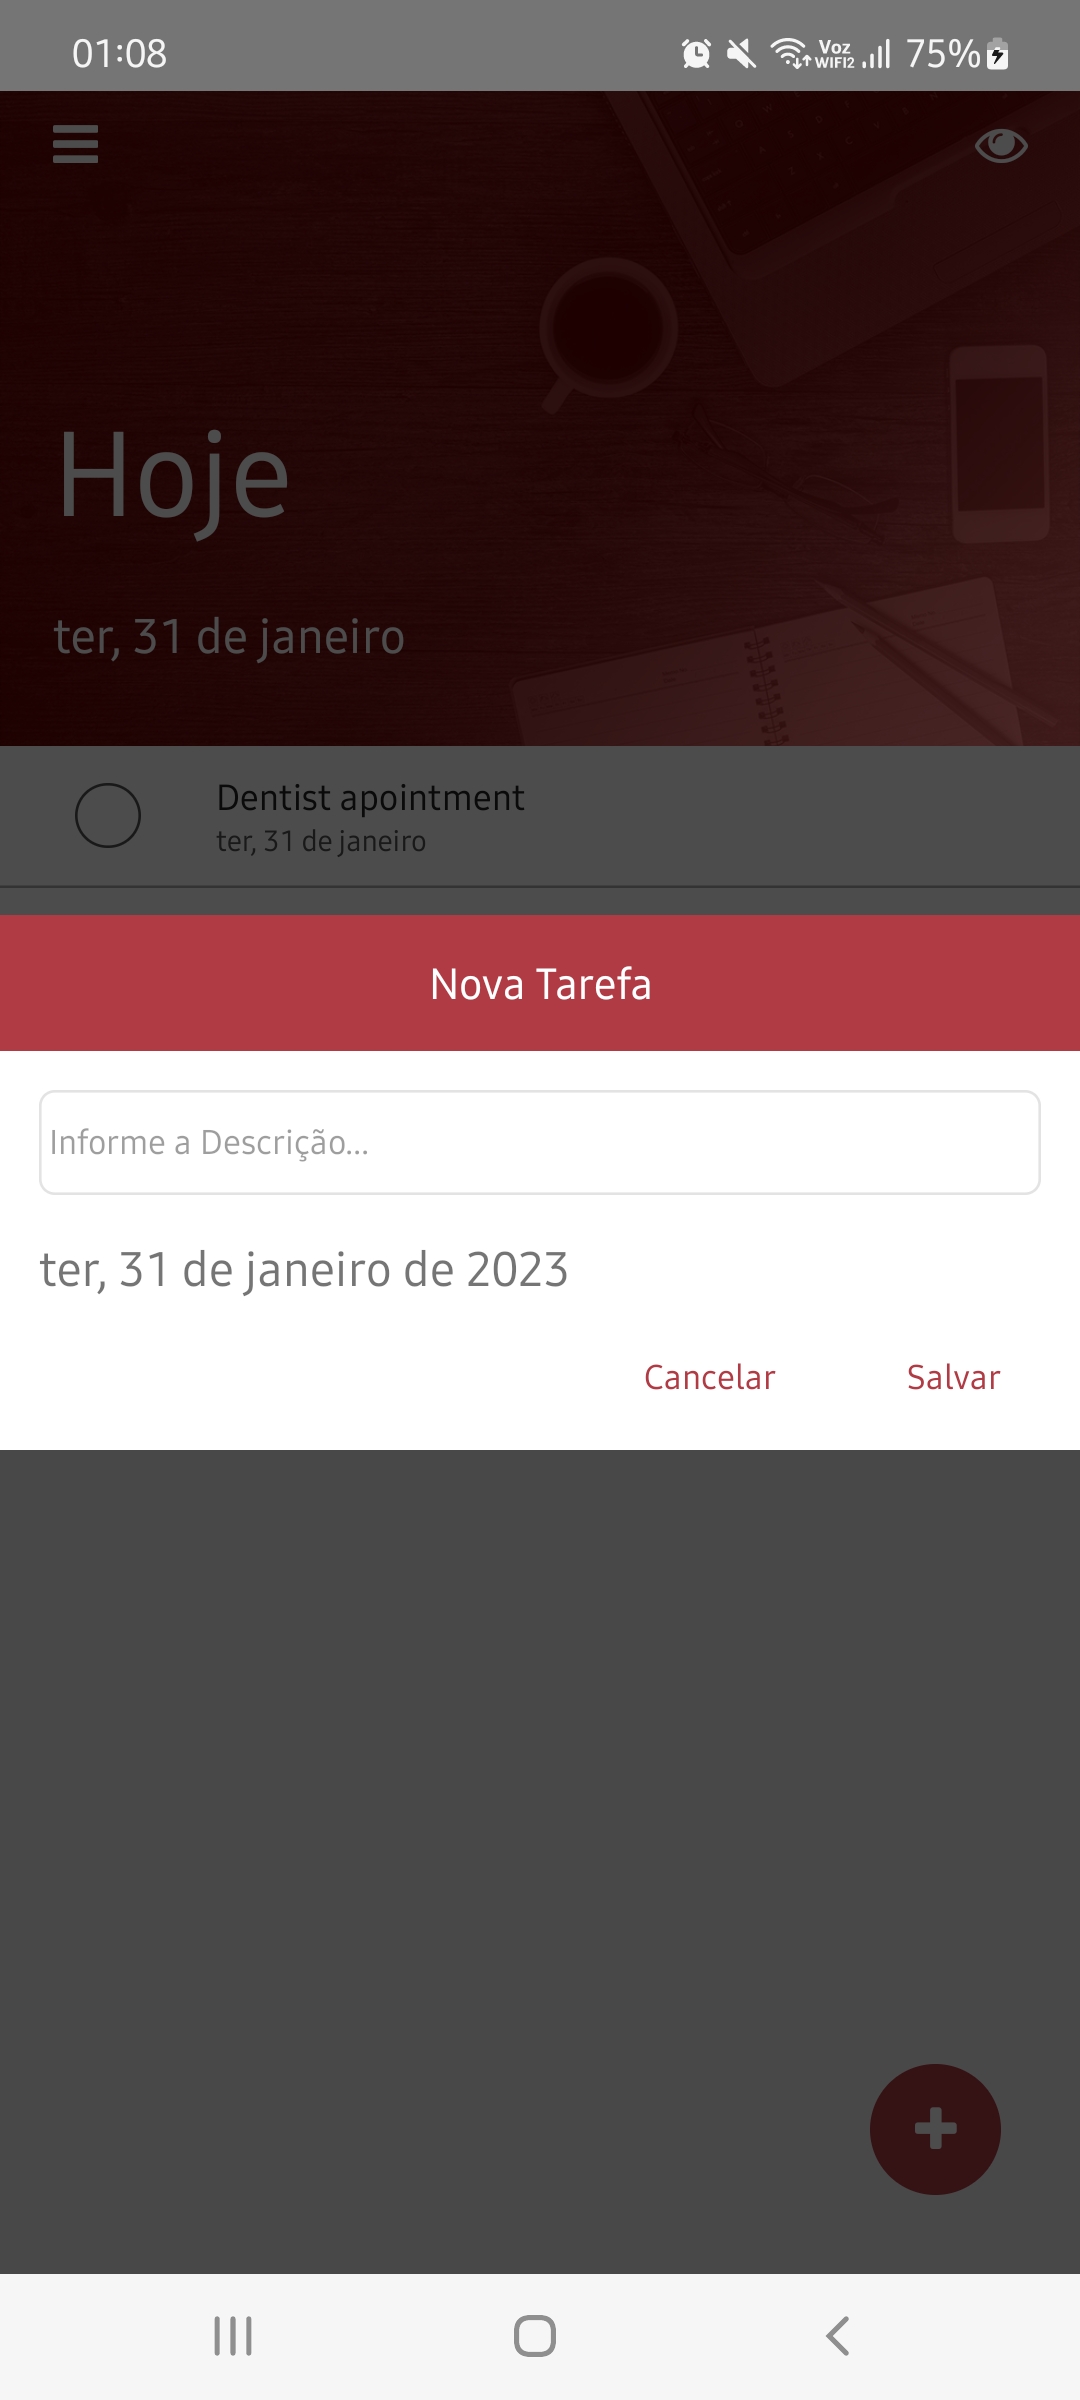 01:08
Voz
WIFI2
75%
Hoje
ter, 31 de janeiro
Dentist apointment
ter, 31 de janeiro
Nova Tarefa
Informe a Descrição...
ter, 31 de janeiro de 2023
Cancelar
Salvar